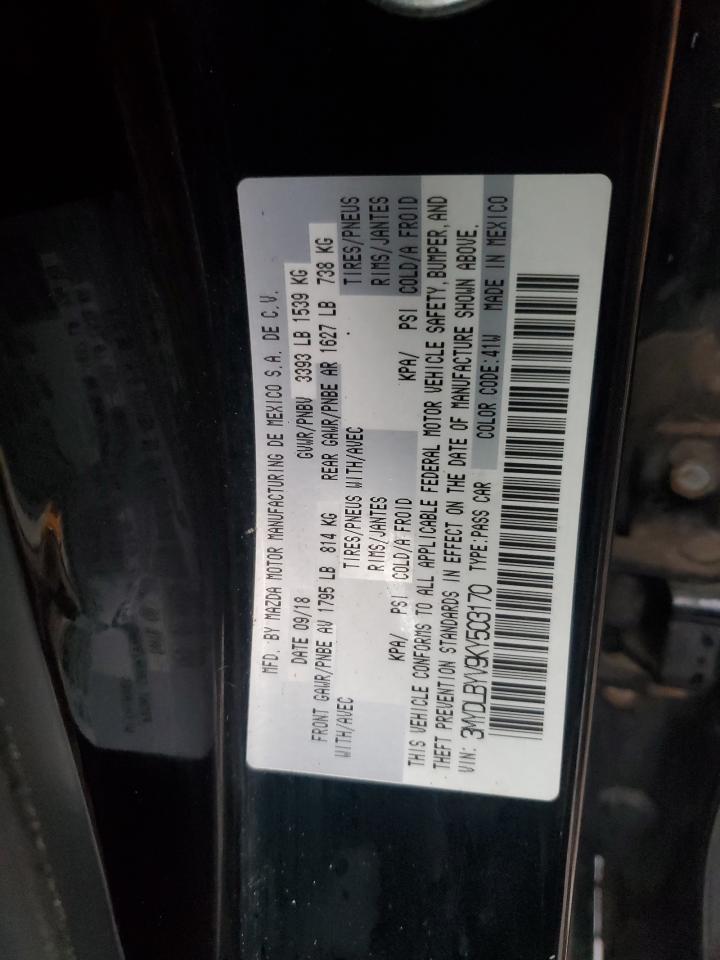 MFD. BY MAZDA MOTOR MANUFACTURING DE MEXICO S.A. DE C.V.
DATE 09/18 GVWR/PNBV 3393 LB 1539 KG
FRONT GAWR/PNBE AV 1795 LB 814 KG REAR GAWR/PNBE AR 1627 LB 738 KG
WITH/AVEC TIRES/PNEUS WITH/AVEC TIRES/PNEUS
RIMS/JANTES RIMS/JANTES
KPA/ PSI COLD/A FROID KPA/ PSI COLD/A FROID
THIS VEHICLE CONFORMS TO ALL APPLICABLE FEDERAL MOTOR VEHICLE SAFETY, BUMPER, AND
THEFT PREVENTION STANDARDS IN EFFECT ON THE DATE OF MANUFACTURE SHOWN ABOVE.
VIN: 3MYDLBYV9KY503170 TYPE:PASS CAR COLOR CODE:41W MADE IN MEXICO